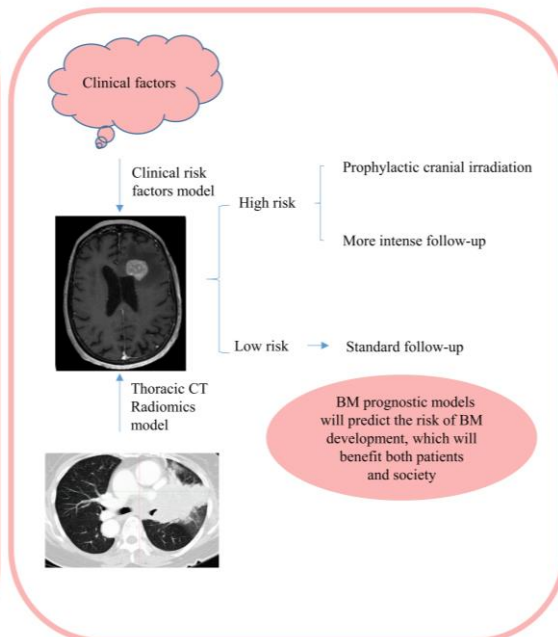 Clinical factors
Clinical risk
factors model
High risk
Prophylactic cranial irradiation
More intense follow-up
Low risk
Standard follow-up
Thoracic CT
Radiomics
model
BM prognostic models
will predict the risk of BM
development, which will
benefit both patients
and society